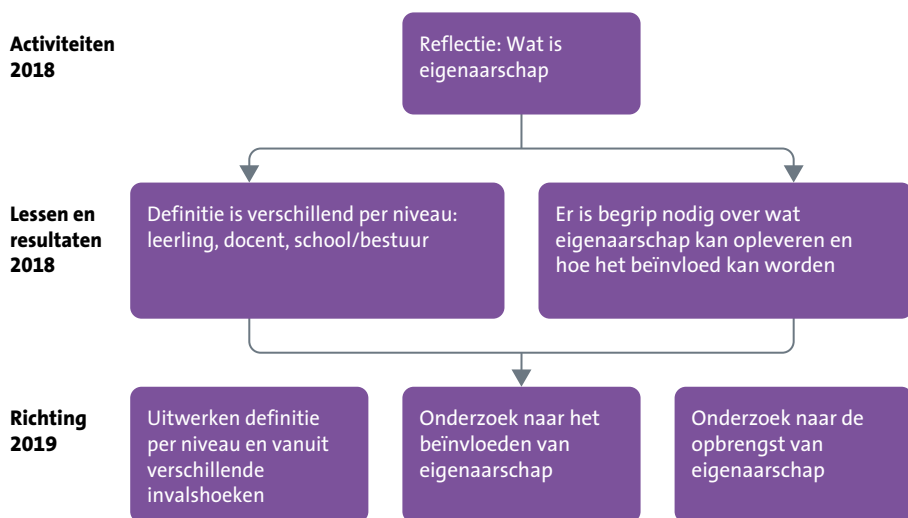 Activiteiten
2018
Reflectie: Wat is
eigenaarschap
Lessen en
resultaten
2018
Definitie is verschillend per niveau:
leerling, docent, school/bestuur
Er is begrip nodig over wat
eigenaarschap kan opleveren en
hoe het beïnvloed kan worden
Richting
2019
Uitwerken definitie
per niveau en vanuit
verschillende
invalshoeken
Onderzoek naar het
beïnvloeden van
eigenaarschap
Onderzoek naar de
opbrengst van
eigenaarschap